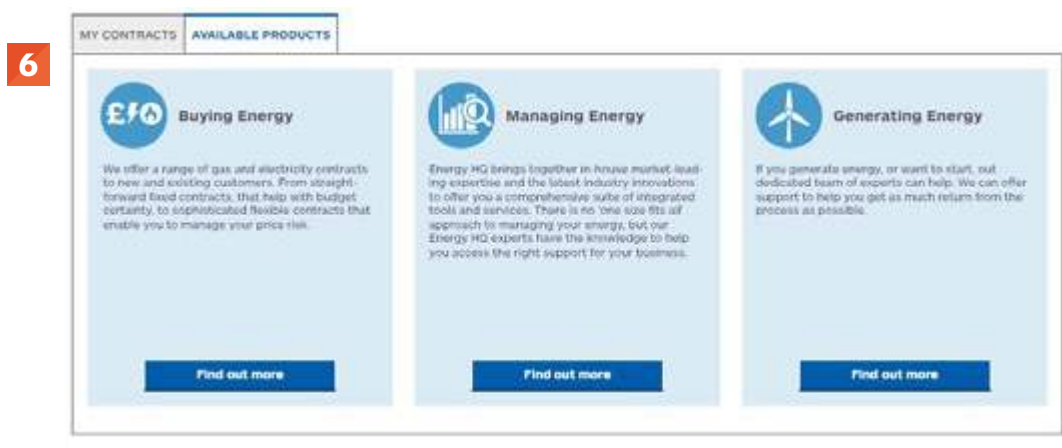 6
MY CONTRACTS
AVAILABLE PRODUCTS
Buying Energy
We offer a range of gas and electricity contracts
to new and existing customers. From straight-
forward fixed contracts, that help with budget
certainty, to sophisticated flexible contracts that
enable you to manage your price risk.
Find out more
Managing Energy
Energy HQ brings together in house market-lead-
ing expertise and the latest industry innovations
to offer you a comprehensive suite of integrated
tools and services. There is no 'one size fits all'
approach to managing your energy, but our
Energy HQ experts have the knowledge to help
you access the right support for your business.
Find out more
Generating Energy
If you generate energy, or want to start, out
dedicated team of experts can help. We can offer
support to help you get as much return from the
process as possible.
Find out more